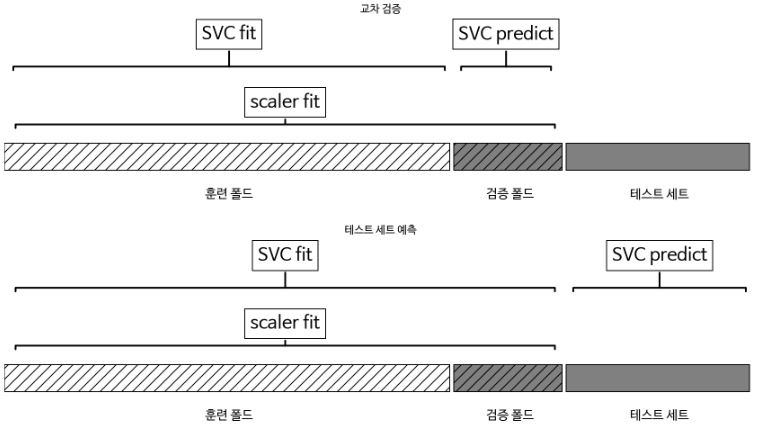 교차 검증
SVC fit
SVC predict
scaler fit
훈련 폴드
검증 폴드
테스트 세트
테스트 세트 예측
SVC fit
SVC predict
scaler fit
훈련 폴드
검증 폴드
테스트 세트